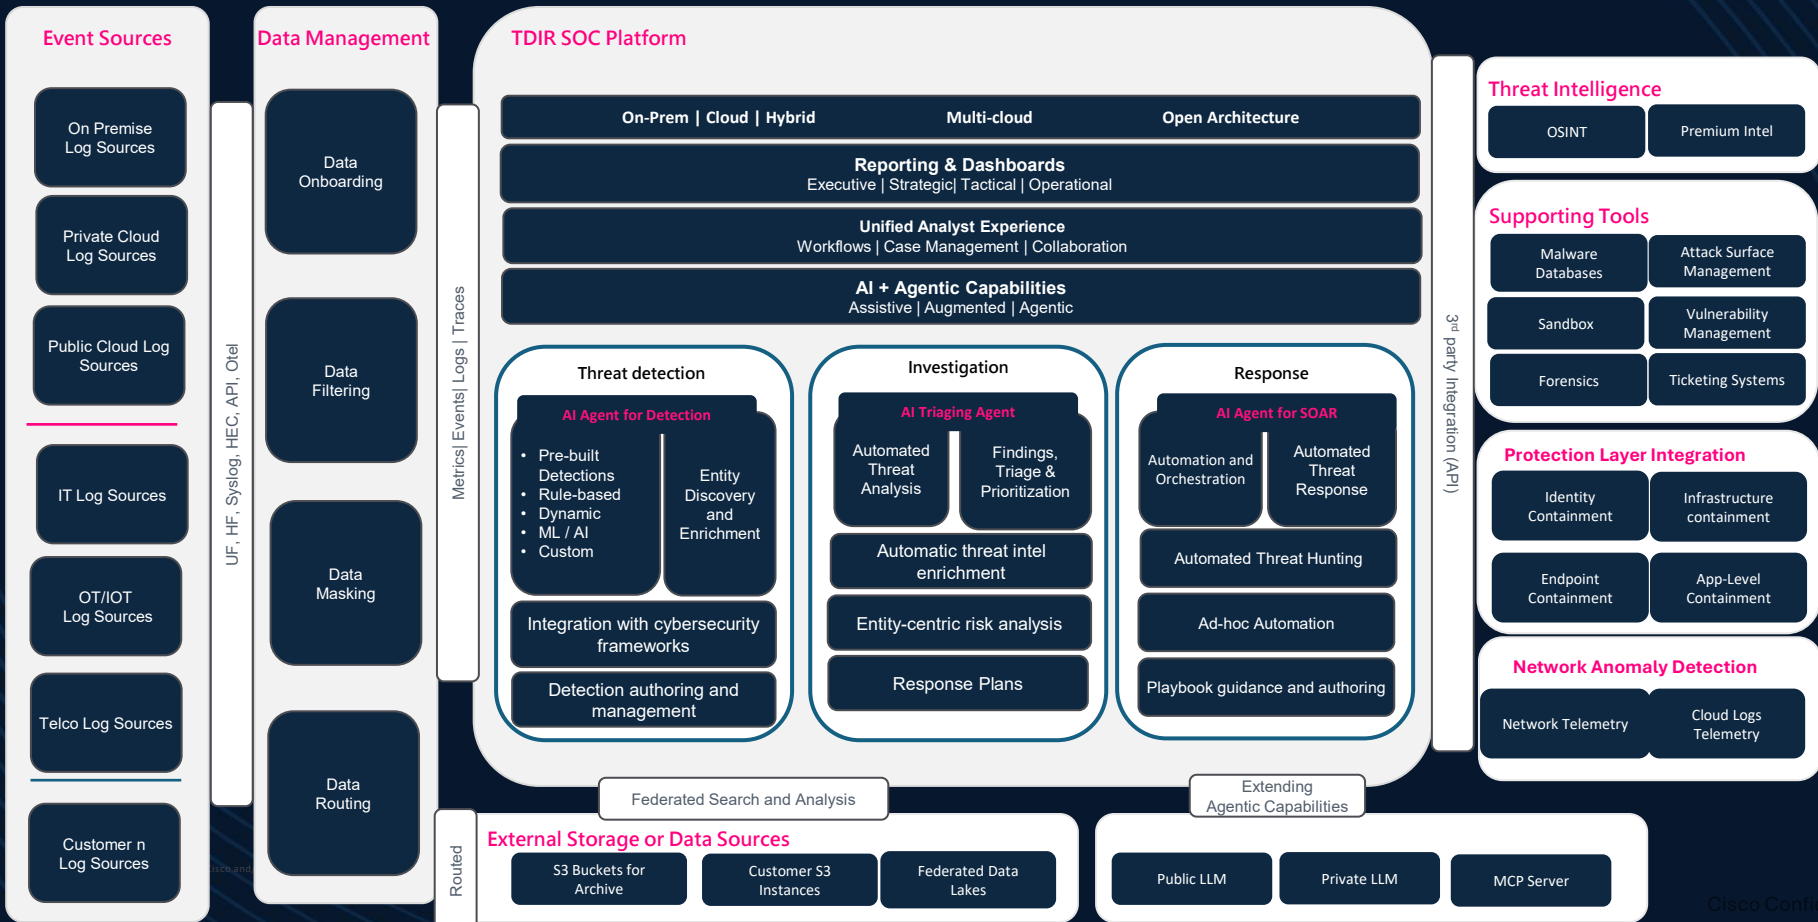 Event Sources
On Premise
Log Sources
Private Cloud
Log Sources
Public Cloud Log
Sources
IT Log Sources
OT/IOT
Log Sources
Telco Log Sources
Customer n
Log Sources
UF, HF, Syslog, HEC, API, Otel
Data Management
Data
Onboarding
Data
Filtering
Data
Masking
Data
Routing
Cisco and
Metrics| Events| Logs | Traces
Routed
TDIR SOC Platform
On-Prem | Cloud | Hybrid
Multi-cloud
Open Architecture
Reporting & Dashboards
Executive | Strategic| Tactical | Operational
Unified Analyst Experience
Workflows | Case Management | Collaboration
AI + Agentic Capabilities
Assistive | Augmented | Agentic
Threat detection
AI Agent for Detection
• Pre-built
Detections
• Rule-based
• Dynamic
• ML / AI
• Custom
Entity
Discovery
and
Enrichment
Integration with cybersecurity
frameworks
Detection authoring and
management
Investigation
AI Triaging Agent
Automated
Threat
Analysis
Findings,
Triage &
Prioritization
Automatic threat intel
enrichment
Entity-centric risk analysis
Response Plans
Response
AI Agent for SOAR
Automation and
Orchestration
Automated
Threat
Response
Automated Threat Hunting
Ad-hoc Automation
Playbook guidance and authoring
Federated Search and Analysis
External Storage or Data Sources
S3 Buckets for
Archive
Customer S3
Instances
Federated Data
Lakes
Extending
Agentic Capabilities
Public LLM
Private LLM
MCP Server
3rd party Integration (API)
Threat Intelligence
OSINT
Premium Intel
Supporting Tools
Malware
Databases
Attack Surface
Management
Sandbox
Vulnerability
Management
Forensics
Ticketing Systems
Protection Layer Integration
Identity
Containment
Infrastructure
containment
Endpoint
Containment
App-Level
Containment
Network Anomaly Detection
Network Telemetry
Cloud Logs
Telemetry
Cisco